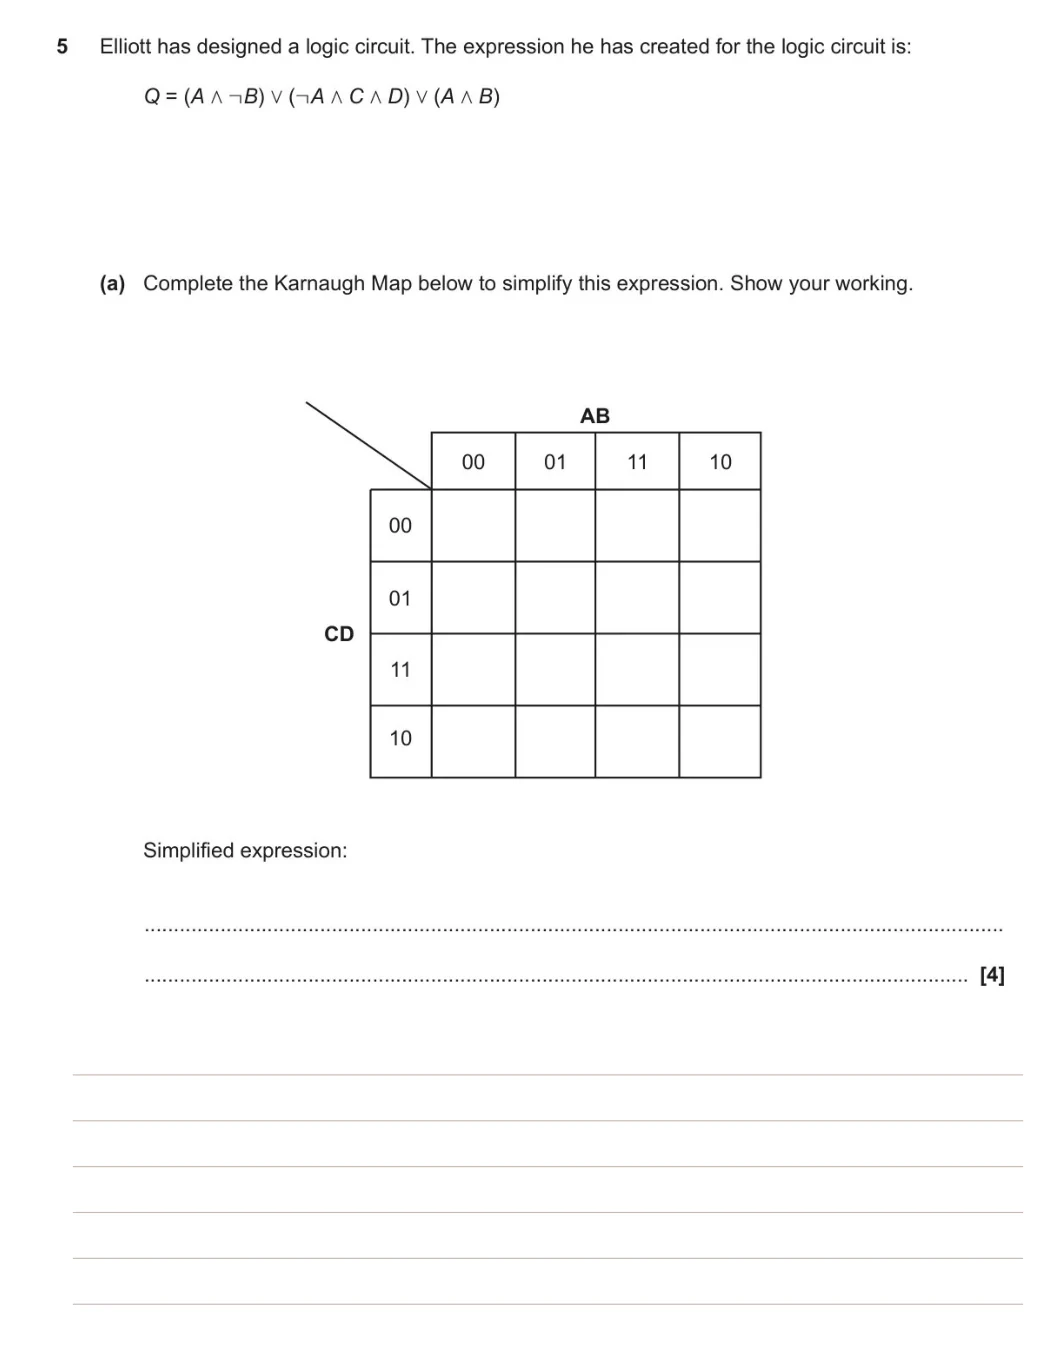 5 Elliott has designed a logic circuit. The expression he has created for the logic circuit is:
Q = (A ∧ ¬B) ∨ (¬A ∧ C ∧ D) ∨ (A ∧ B)
(a) Complete the Karnaugh Map below to simplify this expression. Show your working.
AB
00 01 11 10
00
01
CD
11
10
Simplified expression:
[4]